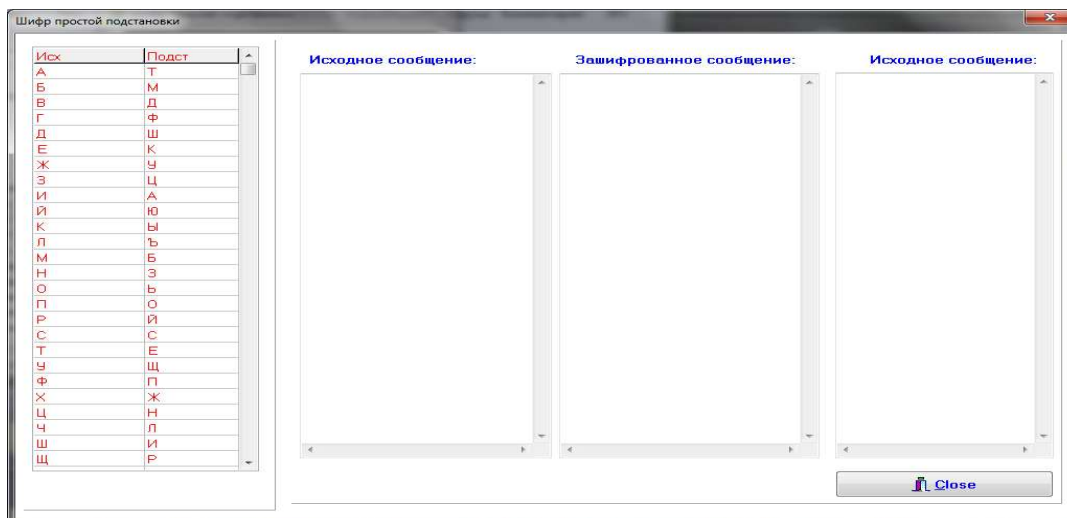 Шифр простой подстановки
Исх Подст
А Т
Б М
В Д
Г Ф
Д Ш
Е К
Ж У
З Ц
И А
Й Ю
К Ы
Л Ъ
М Б
Н З
О Ь
П О
Р Й
С С
Т Е
У Щ
Ф П
Х Ж
Ц Н
Ч Л
Ш И
Щ Р
Исходное сообщение: Зашифрованное сообщение: Исходное сообщение:
Close